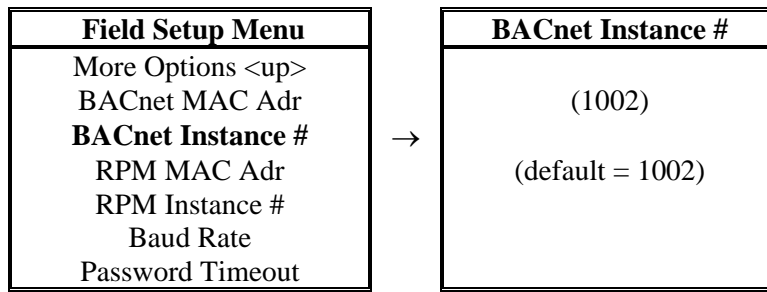 Field Setup Menu
More Options <up>
BACnet MAC Adr
BACnet Instance #
RPM MAC Adr
RPM Instance #
Baud Rate
Password Timeout
→
BACnet Instance #
(1002)
(default = 1002)